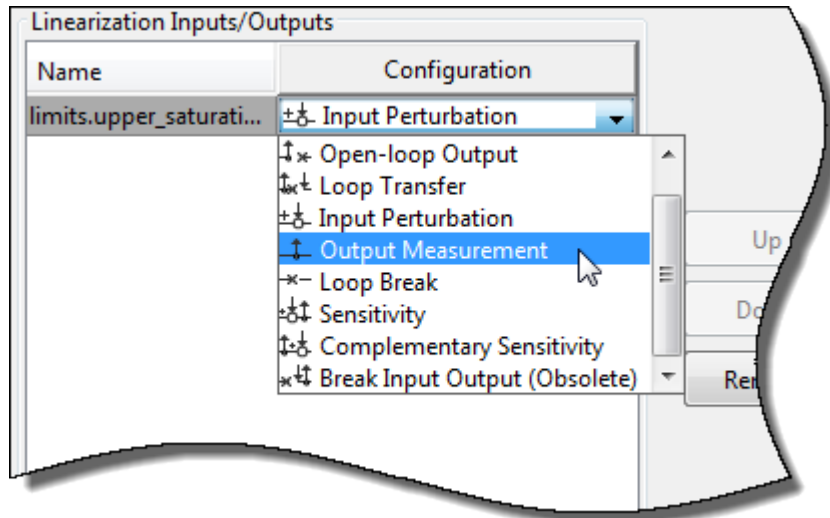 Linearization Inputs/Outputs
Name Configuration
limits.upper_saturati... Input Perturbation
Open-loop Output
Loop Transfer
Input Perturbation
Output Measurement
Loop Break
Sensitivity
Complementary Sensitivity
Break Input Output (Obsolete)
Up
Do
Rer